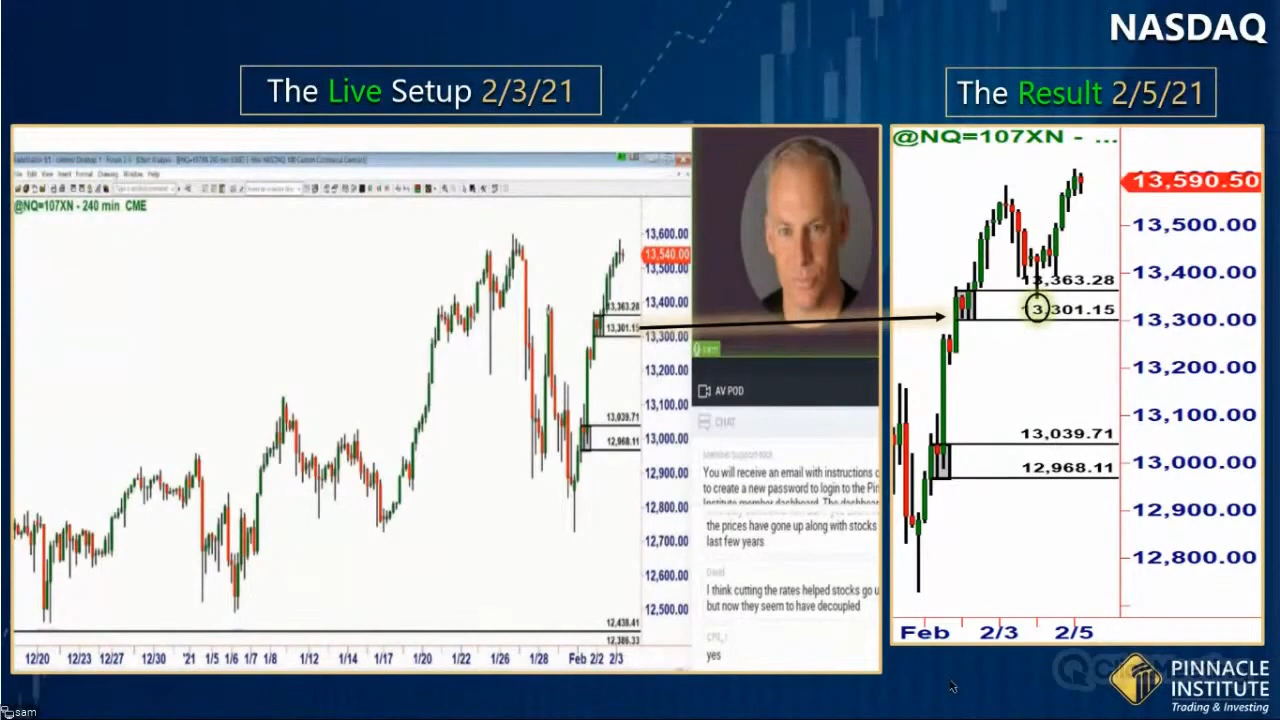 NASDAQ
The Live Setup 2/3/21
The Result 2/5/21
@NQ=107XN - 240 min CME
13,600.00
13,540.00
13,500.00
13,400.00
13,363.28
13,301.15
13,300.00
13,200.00
13,100.00
13,039.71
13,000.00
12,968.11
12,900.00
12,800.00
12,700.00
12,600.00
12,500.00
12,438.41
12,386.33
12/20 12/23 12/27 12/30 '21 1/5 1/6 1/7 1/8 1/12 1/14 1/17 1/20 1/22 1/26 1/28 Feb 2/2 2/3
AV POD
CHAT
You will receive an email with instructions
to create a new password to login to the
Institute member dashboard. The dashboard
the prices have gone up along with stocks
last few years
David
I think cutting the rates helped stocks go
but now they seem to have decoupled
yes
@NQ=107XN - ...
13,590.50
13,500.00
13,400.00
13,363.28
13,301.15
13,300.00
13,200.00
13,100.00
13,039.71
13,000.00
12,968.11
12,900.00
12,800.00
Feb 2/3 2/5
PINNACLE
INSTITUTE
Trading & Investing
sam